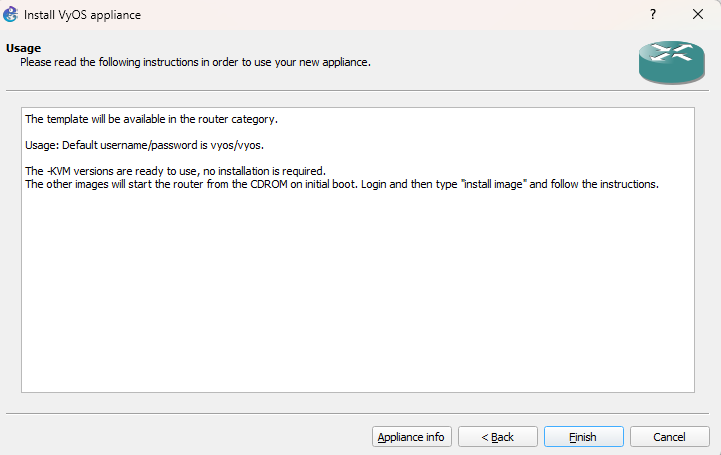 Install VyOS appliance
?
Usage
Please read the following instructions in order to use your new appliance.
The template will be available in the router category.
Usage: Default username/password is vyos/vyos.
The -KVM versions are ready to use, no installation is required.
The other images will start the router from the CDROM on initial boot. Login and then type "install image" and follow the instructions.
Appliance info
< Back
Finish
Cancel